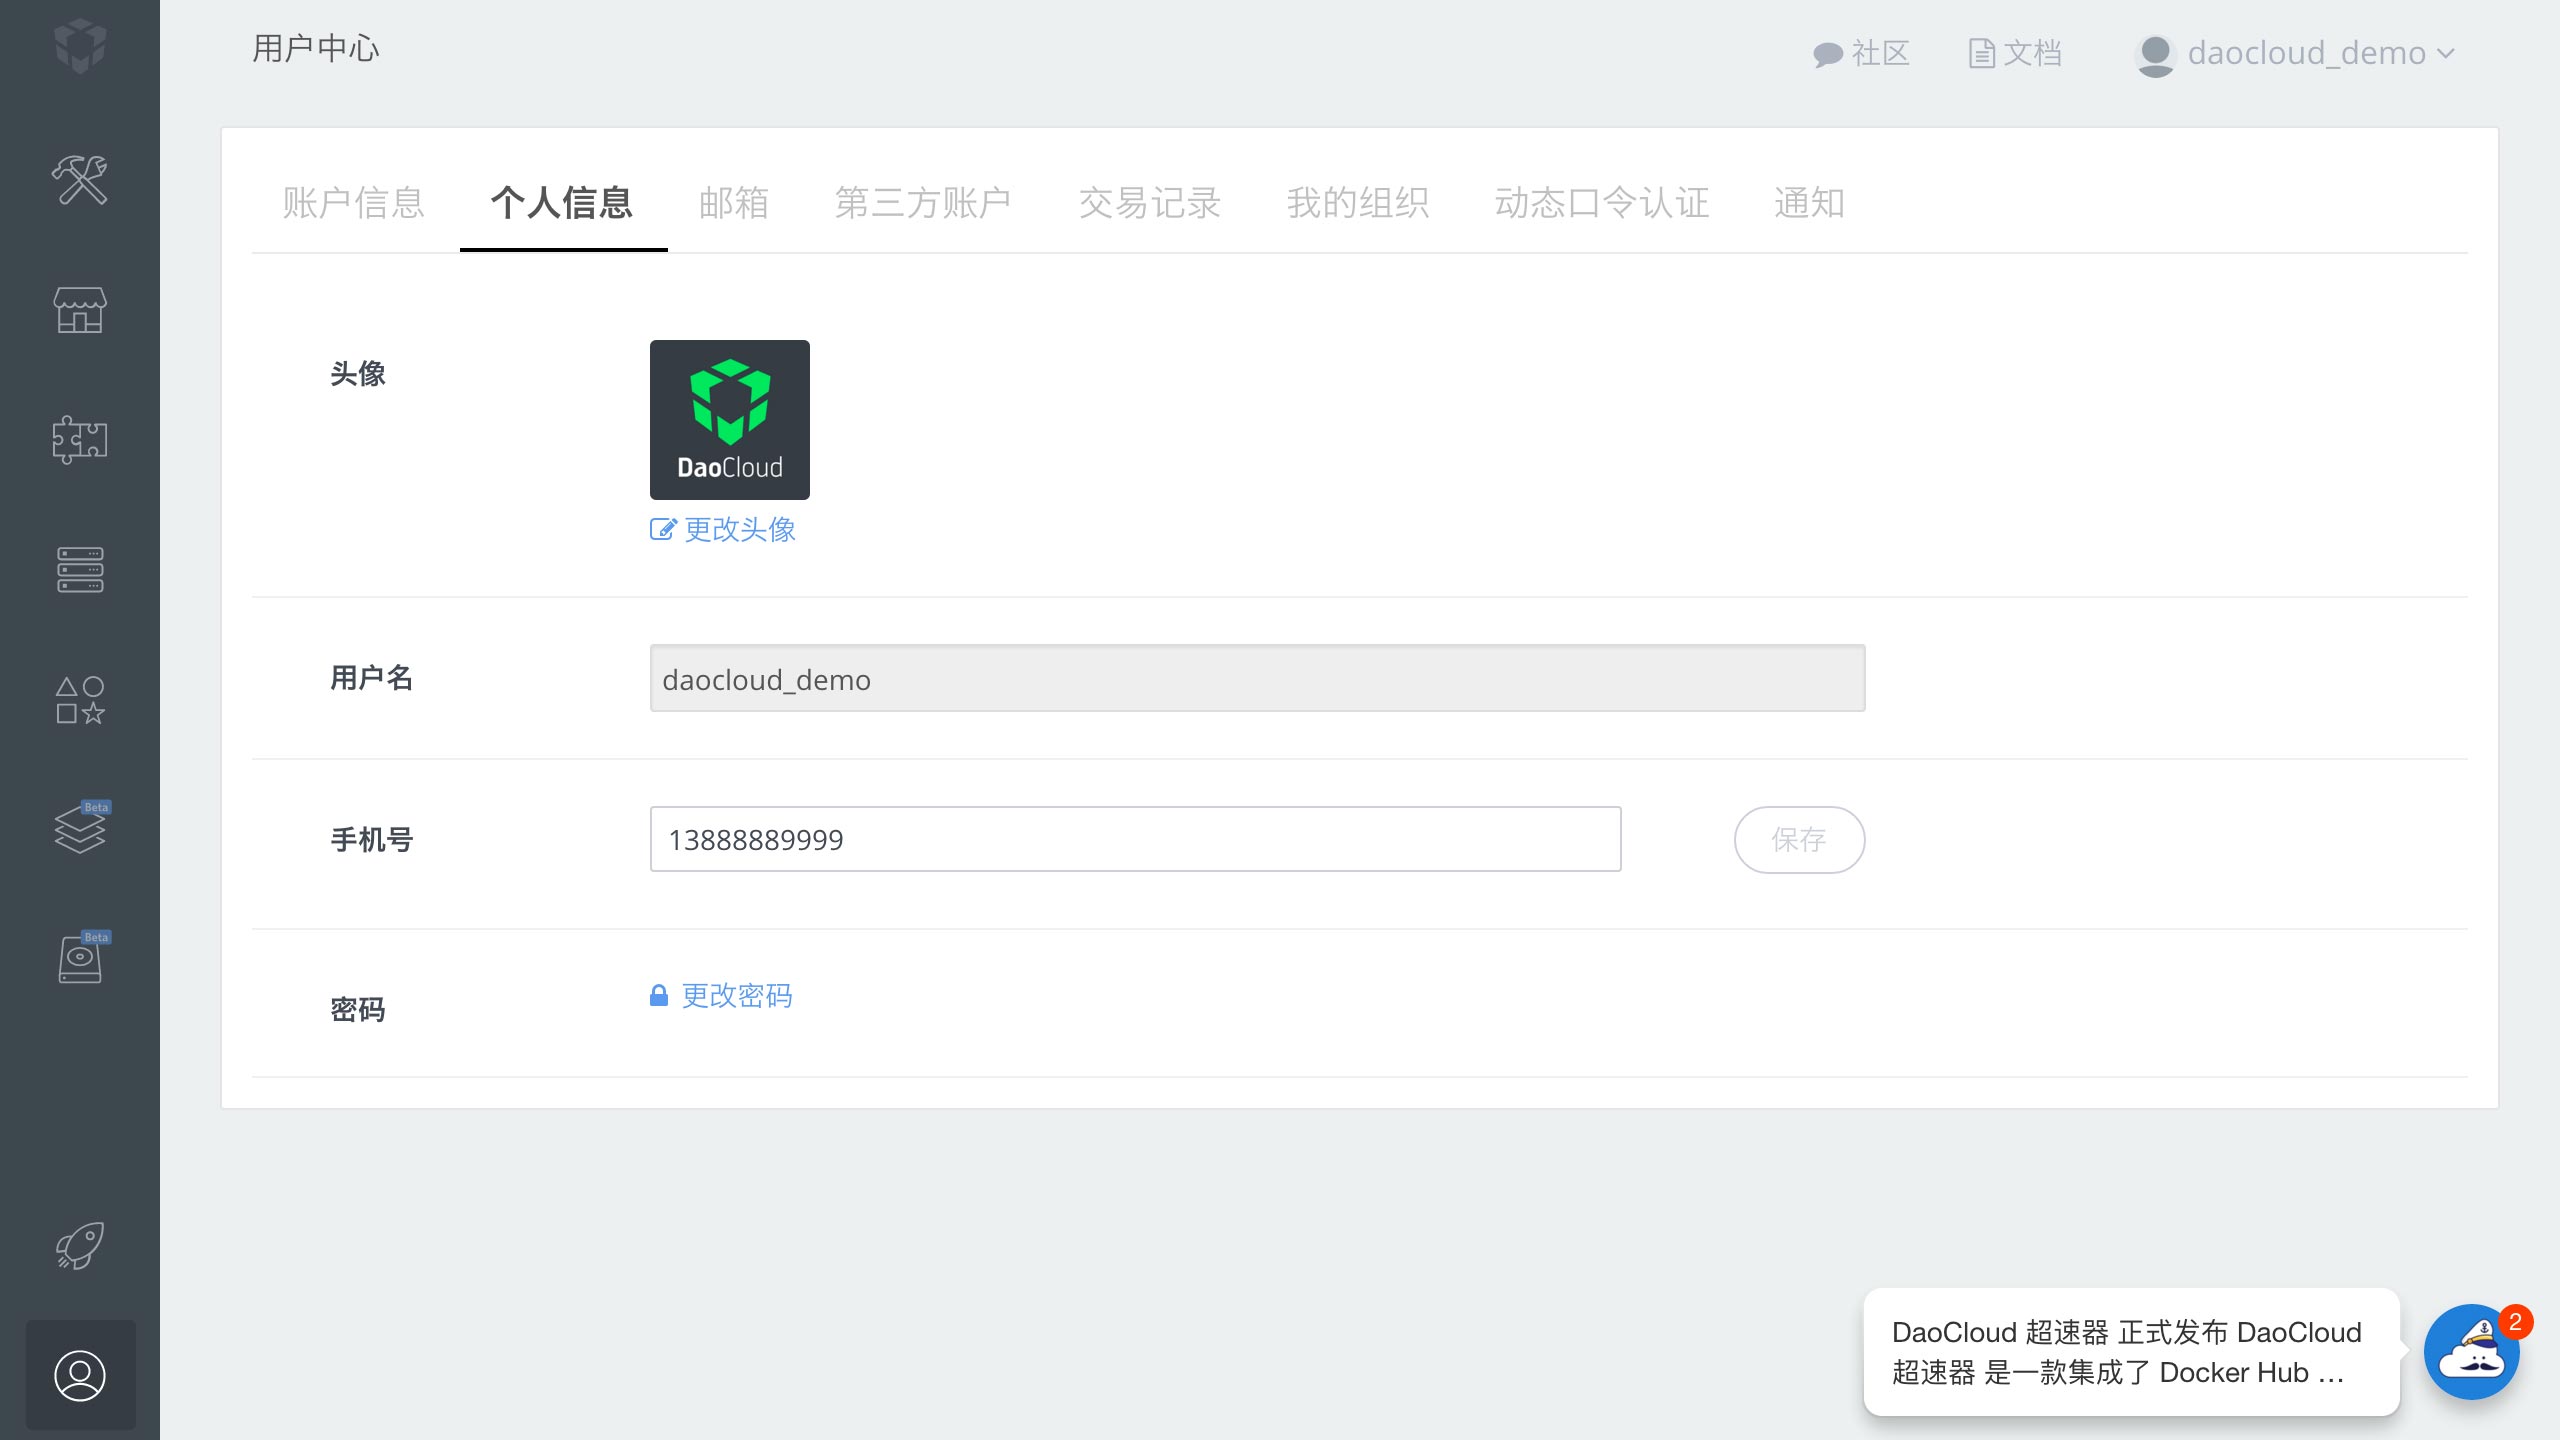 用户中心
社区
文档
daocloud_demo
账户信息 个人信息 邮箱 第三方账户 交易记录 我的组织 动态口令认证 通知
头像
DaoCloud
更改头像
用户名
daocloud_demo
手机号
13888889999
保存
密码
更改密码
Beta
Beta
DaoCloud 超速器 正式发布 DaoCloud
超速器 是一款集成了 Docker Hub ...
2